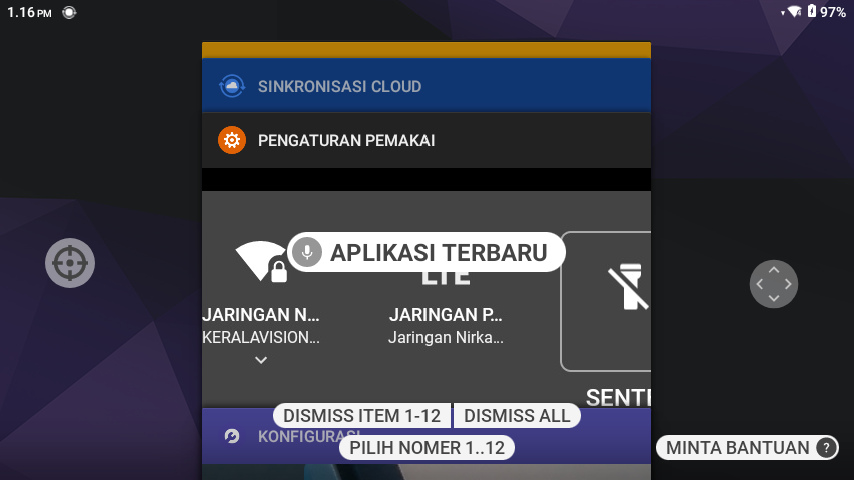 1.16 PM
97%
SINKRONISASI CLOUD
PENGATURAN PEMAKAI
APLIKASI TERBARU
LTE
JARINGAN N...
JARINGAN P...
KERALAVISION...
Jaringan Nirka...
SENTE
DISMISS ITEM 1-12
DISMISS ALL
KONFIGURASI
PILIH NOMER 1..12
MINTA BANTUAN ?